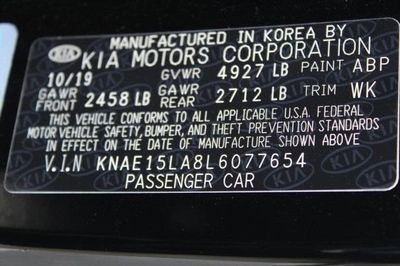 MANUFACTURED IN KOREA BY
KIA KIA MOTORS CORPORATION
10/19 GVWR 4927 LB PAINT ABP
GAWR FRONT 2458 LB GAWR REAR 2712 LB TRIM WK
THIS VEHICLE CONFORMS TO ALL APPLICABLE U.S.A. FEDERAL
MOTOR VEHICLE SAFETY, BUMPER, AND THEFT PREVENTION STANDARDS
IN EFFECT ON THE DATE OF MANUFACTURE SHOWN ABOVE
V.I.N KNAE15LA8L6077654
PASSENGER CAR